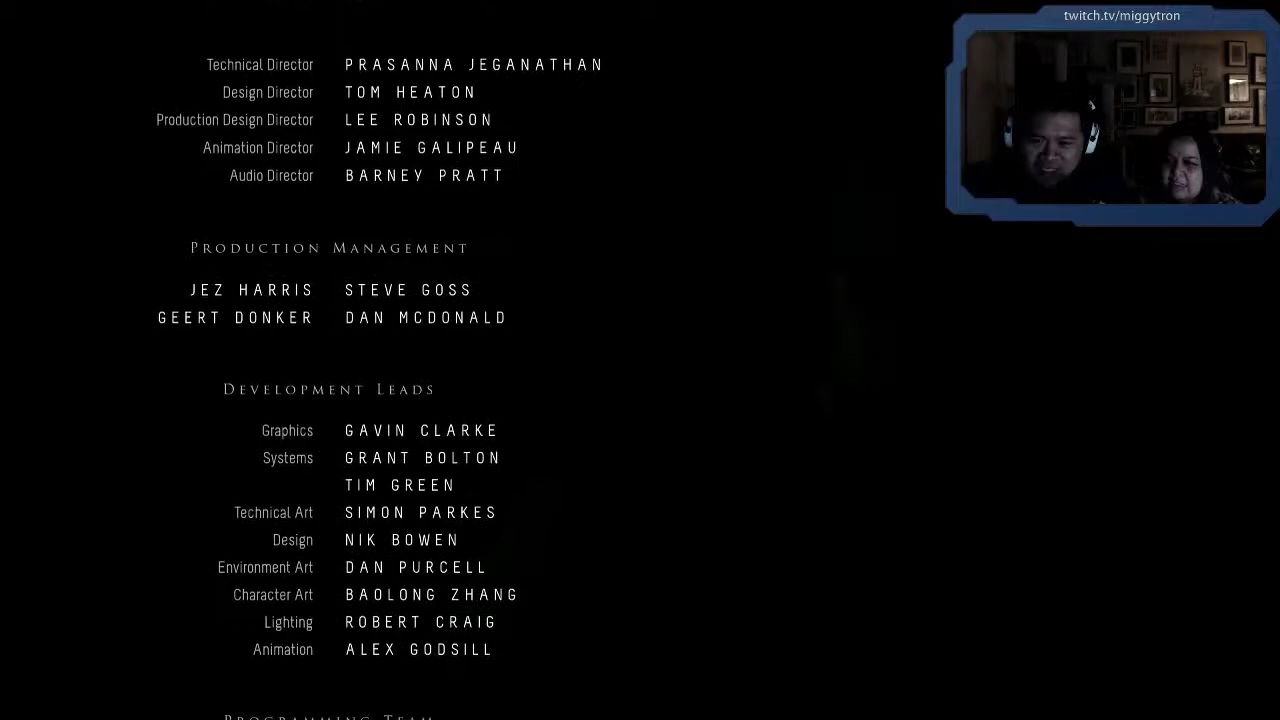 twitch.tv/miggytron
Technical Director PRASANNA JEGANATHAN
Design Director TOM HEATON
Production Design Director LEE ROBINSON
Animation Director JAMIE GALIPEAU
Audio Director BARNEY PRATT
PRODUCTION MANAGEMENT
JEZ HARRIS STEVE GOSS
GEERT DONKER DAN MCDONALD
DEVELOPMENT LEADS
Graphics GAVIN CLARKE
Systems GRANT BOLTON
TIM GREEN
Technical Art SIMON PARKES
Design NIK BOWEN
Environment Art DAN PURCELL
Character Art BAOLONG ZHANG
Lighting ROBERT CRAIG
Animation ALEX GODSILL
PROGRAMMING TEAM